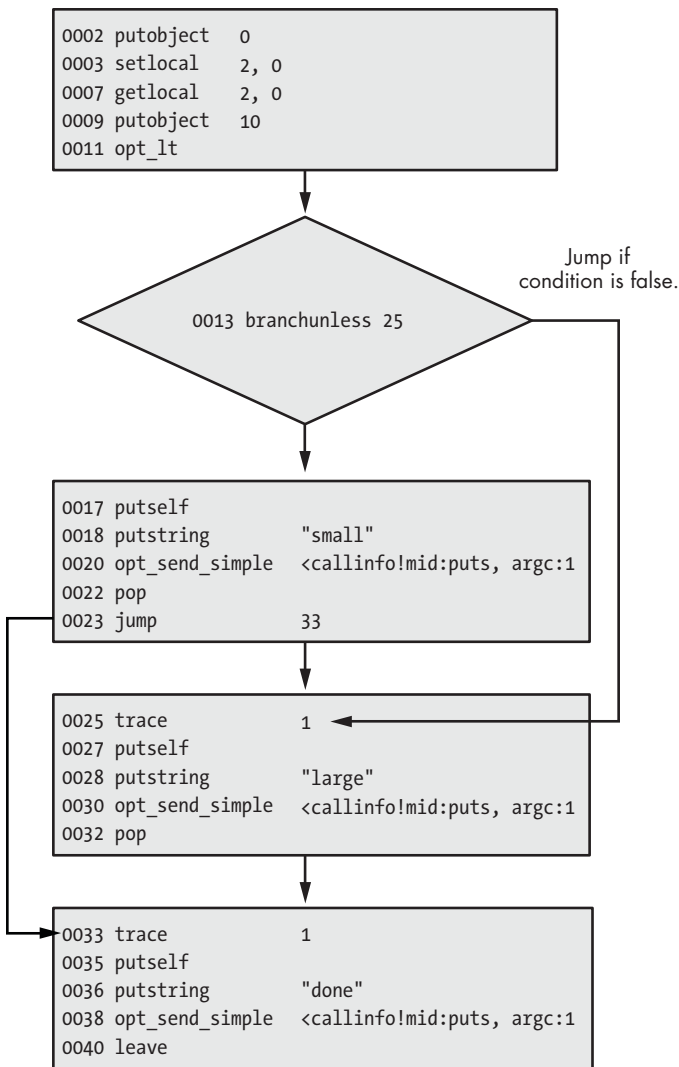 0002 putobject 0
0003 setlocal 2, 0
0007 getlocal 2, 0
0009 putobject 10
0011 opt_lt
Jump if
condition is false.
0013 branchunless 25
0017 putself
0018 putstring "small"
0020 opt_send_simple <callinfo!mid:puts, argc:1
0022 pop
0023 jump 33
0025 trace 1
0027 putself
0028 putstring "large"
0030 opt_send_simple <callinfo!mid:puts, argc:1
0032 pop
0033 trace 1
0035 putself
0036 putstring "done"
0038 opt_send_simple <callinfo!mid:puts, argc:1
0040 leave